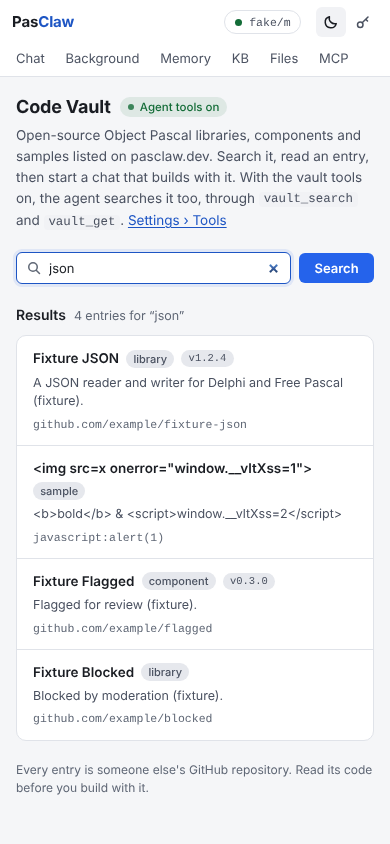 PasClaw
fake/m
Chat Background Memory KB Files MCP
Code Vault Agent tools on
Open-source Object Pascal libraries, components and
samples listed on pasclaw.dev. Search it, read an entry,
then start a chat that builds with it. With the vault tools
on, the agent searches it too, through vault_search
and vault_get . Settings › Tools
json
Search
Results 4 entries for “json”
Fixture JSON library v1.2.4
A JSON reader and writer for Delphi and Free Pascal
(fixture).
github.com/example/fixture-json
<img src=x onerror="window.__vltXss=1">
sample
<b>bold</b> & <script>window.__vltXss=2</script>
javascript:alert(1)
Fixture Flagged component v0.3.0
Flagged for review (fixture).
github.com/example/flagged
Fixture Blocked library
Blocked by moderation (fixture).
github.com/example/blocked
Every entry is someone else's GitHub repository. Read its code
before you build with it.